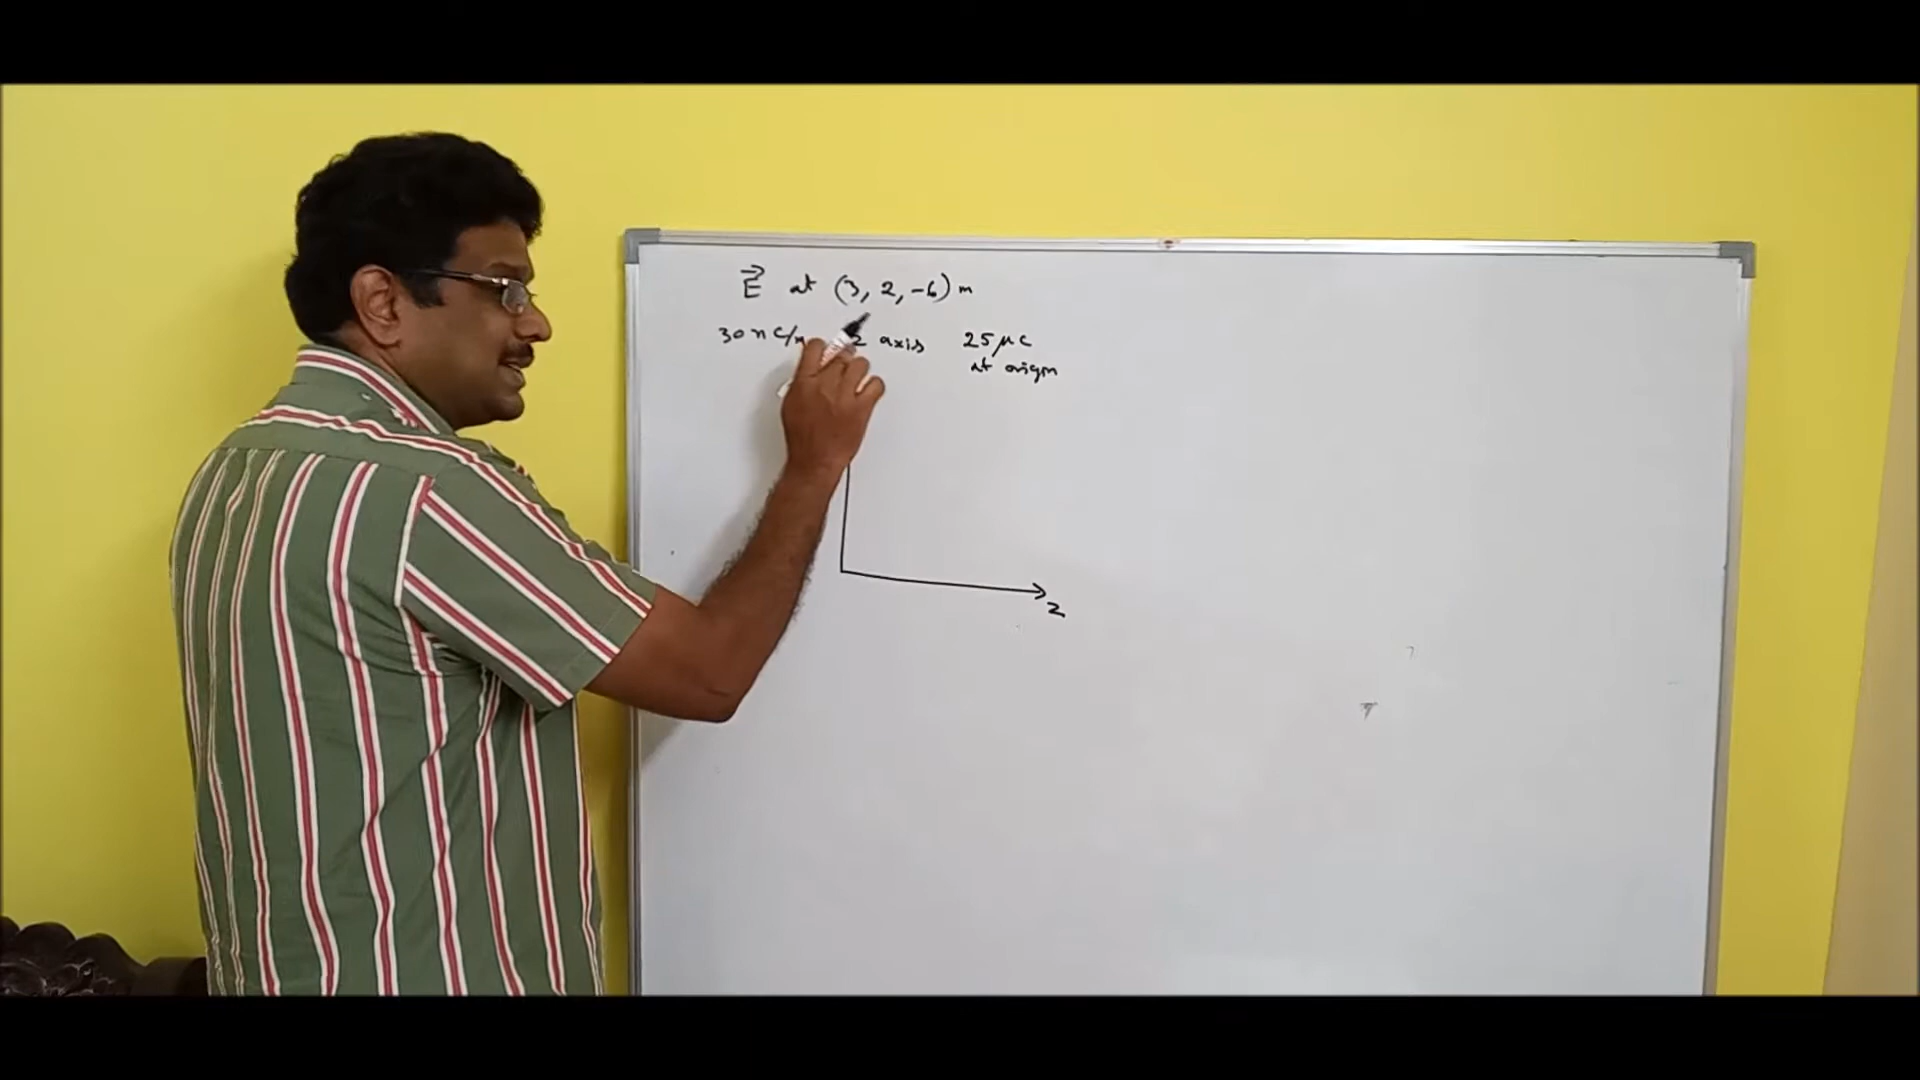 E⃗ at (3, 2, -6) m
30 n C/m z axis 25 μC
at origin
z